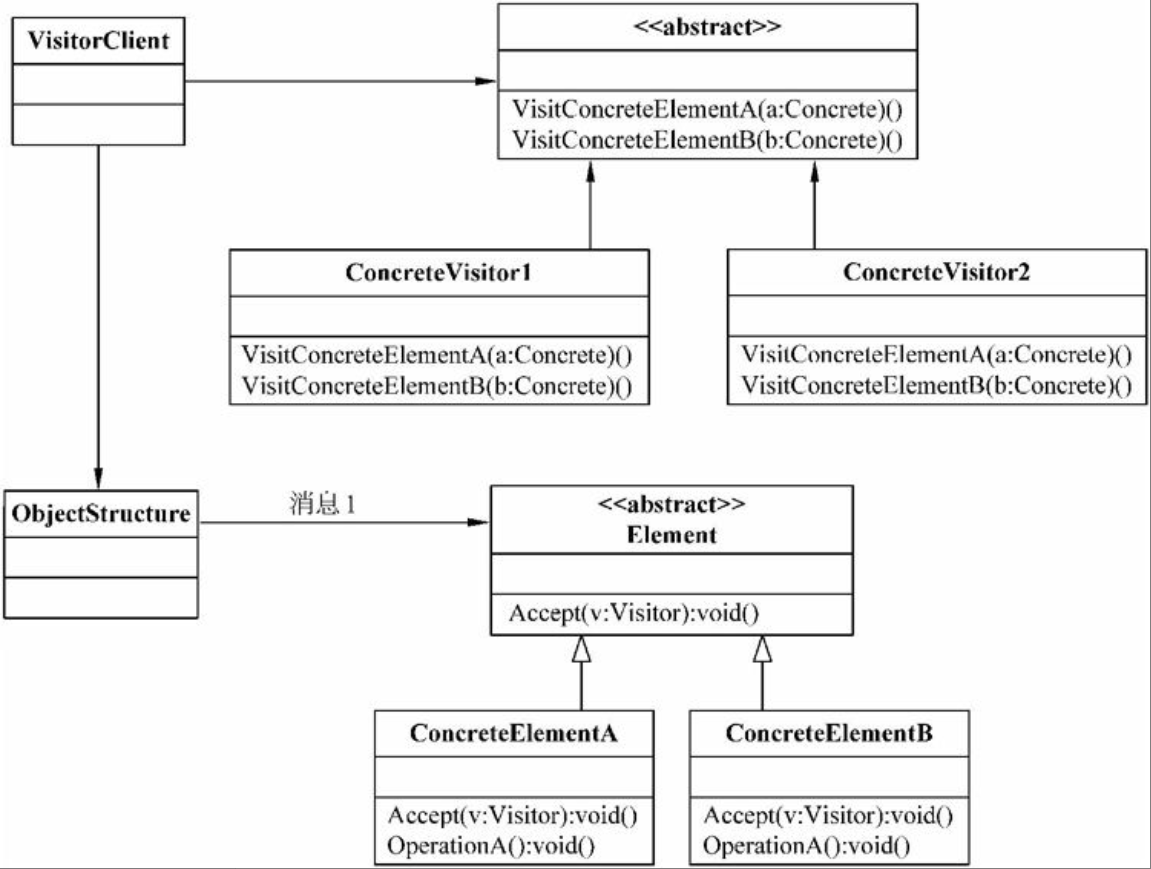 VisitorClient
<<abstract>>
VisitConcreteElementA(a:Concrete)()
VisitConcreteElementB(b:Concrete)()
ConcreteVisitor1
VisitConcreteElementA(a:Concrete)()
VisitConcreteElementB(b:Concrete)()
ConcreteVisitor2
VisitConcreteElementA(a:Concrete)()
VisitConcreteElementB(b:Concrete)()
ObjectStructure
消息1
<<abstract>>
Element
Accept(v:Visitor):void()
ConcreteElementA
Accept(v:Visitor):void()
OperationA():void()
ConcreteElementB
Accept(v:Visitor):void()
OperationA():void()